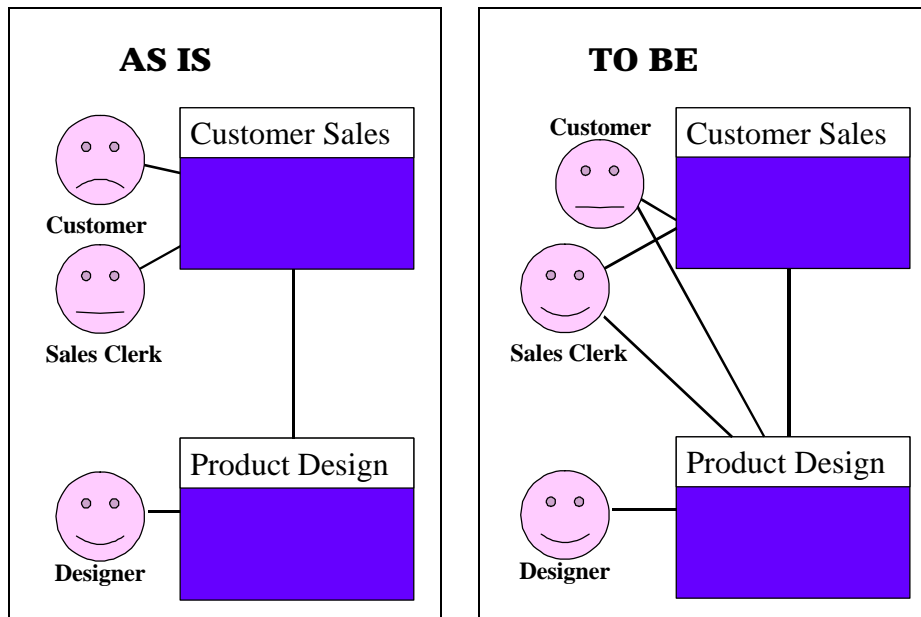 AS IS
Customer Sales
Customer
Sales Clerk
Product Design
Designer
TO BE
Customer
Customer Sales
Sales Clerk
Product Design
Designer